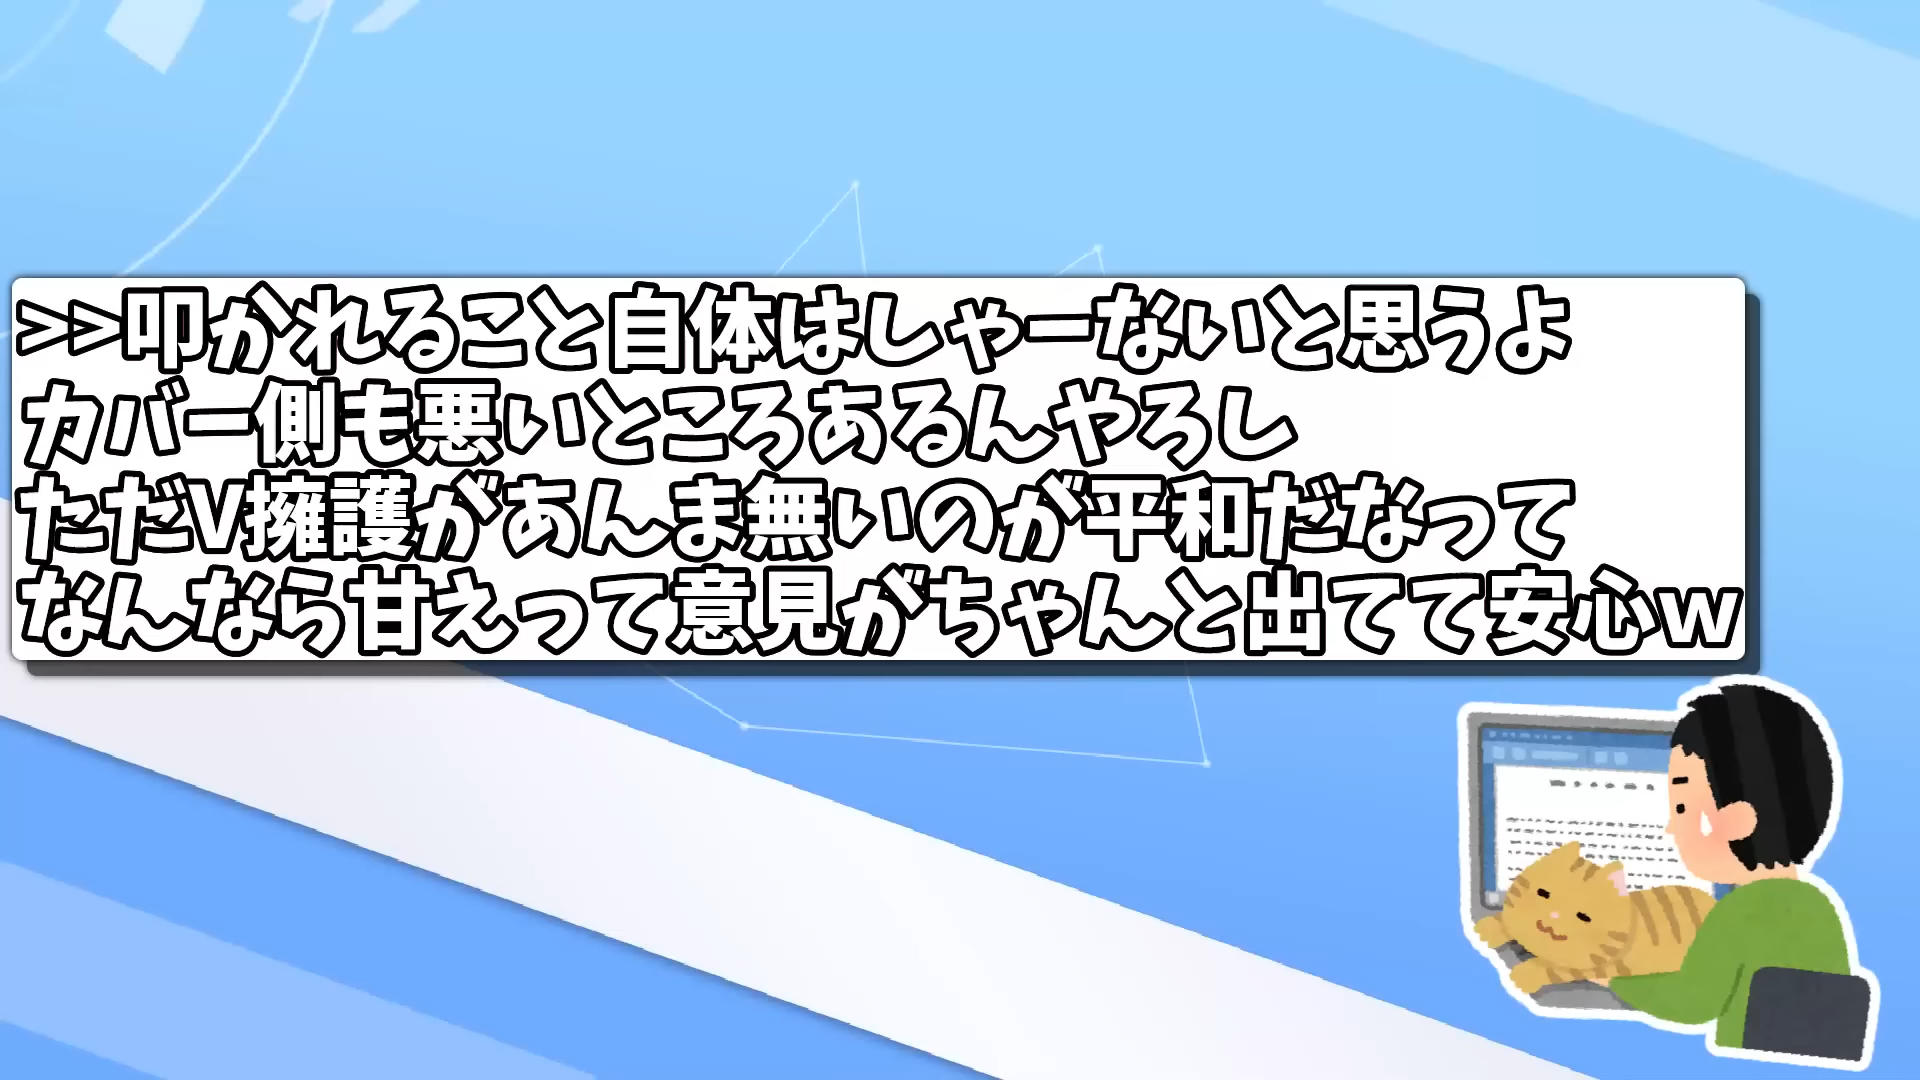 >>叩かれること自体はしゃーないと思うよ
カバー側も悪いところあるんやろし
ただV擁護があんま無いのが平和だなって
なんなら甘えって意見がちゃんと出てて安心w